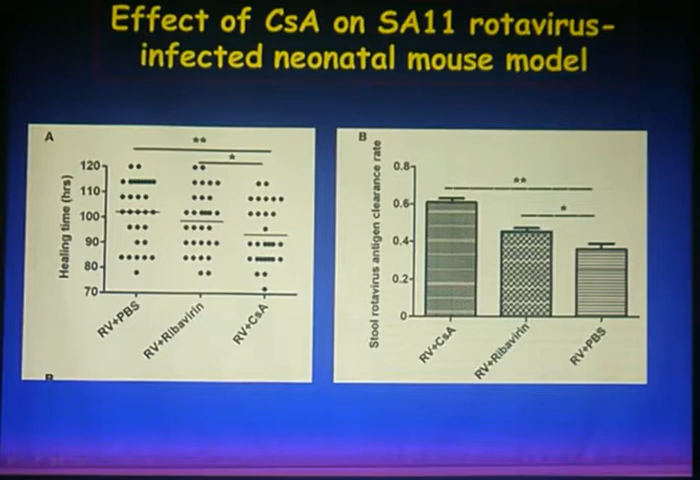 Effect of CsA on SA11 rotavirus-
infected neonatal mouse model
A
**
*
Healing time (hrs)
120
110
100
90
80
70
RV+PBS
RV+Ribavirin
RV+CsA
B
**
*
Stool rotavirus antigen clearance rate
0.8
0.6
0.4
0.2
0
RV+CsA
RV+Ribavirin
RV+PBS